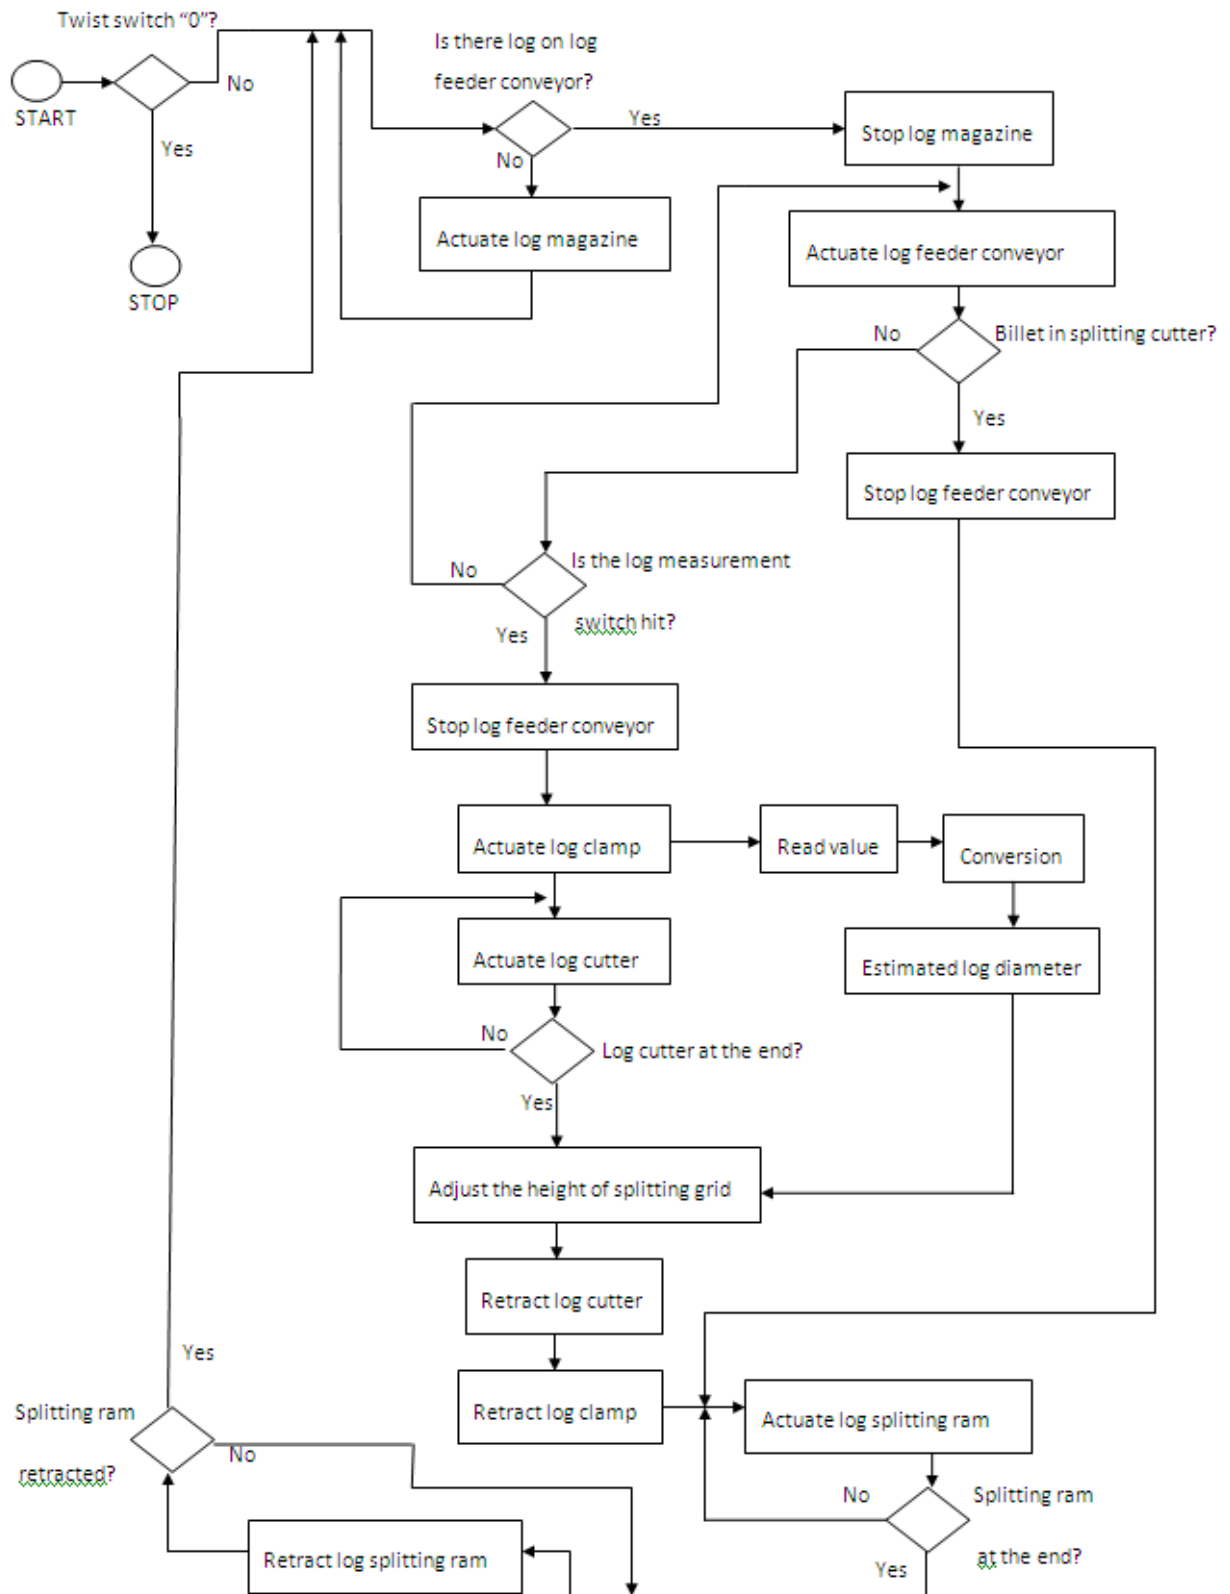 Twist switch “0”?
No
START
Yes
STOP
Is there log on log
feeder conveyor?
Yes
No
Stop log magazine
Actuate log magazine
Actuate log feeder conveyor
No
Billet in splitting cutter?
Yes
Stop log feeder conveyor
Is the log measurement
No
switch hit?
Yes
Stop log feeder conveyor
Actuate log clamp
Read value
Conversion
Actuate log cutter
Estimated log diameter
No
Log cutter at the end?
Yes
Adjust the height of splitting grid
Retract log cutter
Retract log clamp
Actuate log splitting ram
Yes
Splitting ram
No
retracted?
Retract log splitting ram
No
Splitting ram
at the end?
Yes